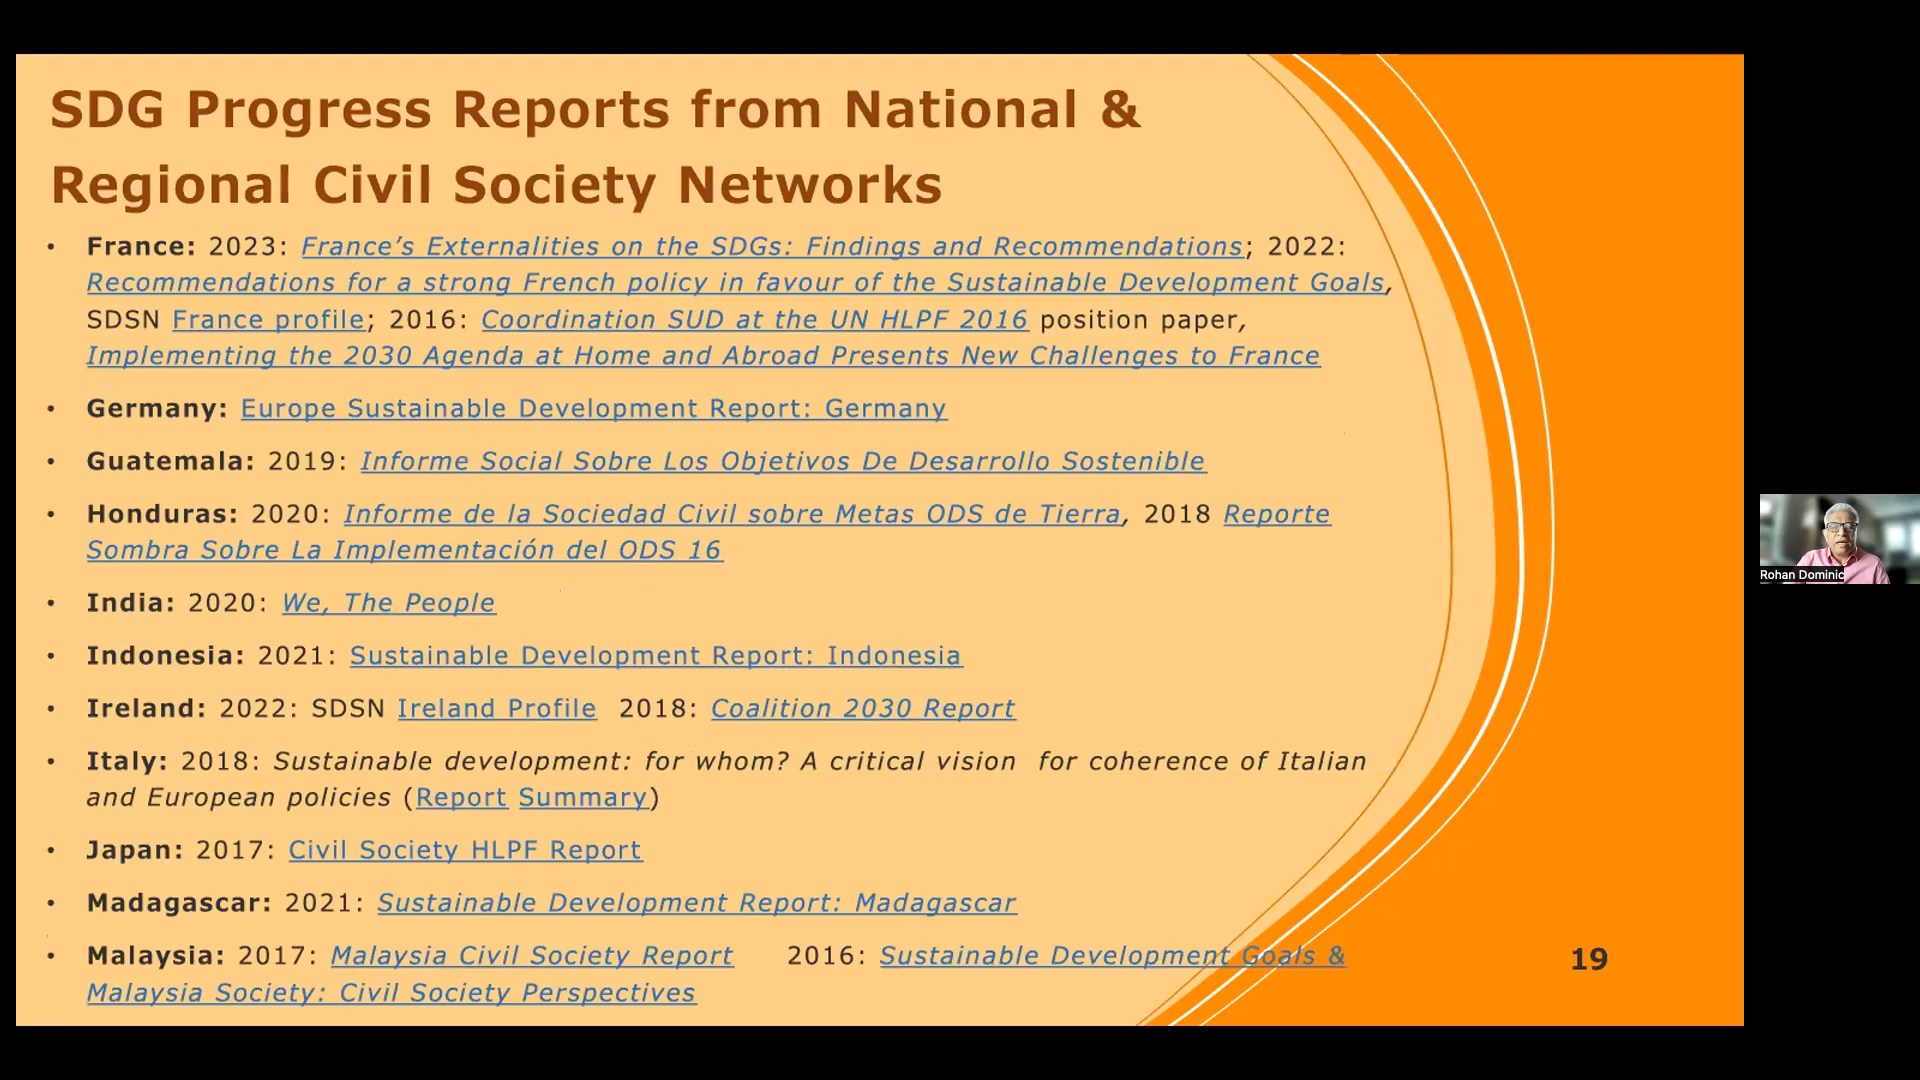 SDG Progress Reports from National &
Regional Civil Society Networks
• France: 2023: France’s Externalities on the SDGs: Findings and Recommendations; 2022:
Recommendations for a strong French policy in favour of the Sustainable Development Goals,
SDSN France profile; 2016: Coordination SUD at the UN HLPF 2016 position paper,
Implementing the 2030 Agenda at Home and Abroad Presents New Challenges to France
• Germany: Europe Sustainable Development Report: Germany
• Guatemala: 2019: Informe Social Sobre Los Objetivos De Desarrollo Sostenible
• Honduras: 2020: Informe de la Sociedad Civil sobre Metas ODS de Tierra, 2018 Reporte
Sombra Sobre La Implementación del ODS 16
• India: 2020: We, The People
• Indonesia: 2021: Sustainable Development Report: Indonesia
• Ireland: 2022: SDSN Ireland Profile 2018: Coalition 2030 Report
• Italy: 2018: Sustainable development: for whom? A critical vision for coherence of Italian
and European policies (Report Summary)
• Japan: 2017: Civil Society HLPF Report
• Madagascar: 2021: Sustainable Development Report: Madagascar
• Malaysia: 2017: Malaysia Civil Society Report 2016: Sustainable Development Goals &
Malaysia Society: Civil Society Perspectives
19
Rohan Dominic